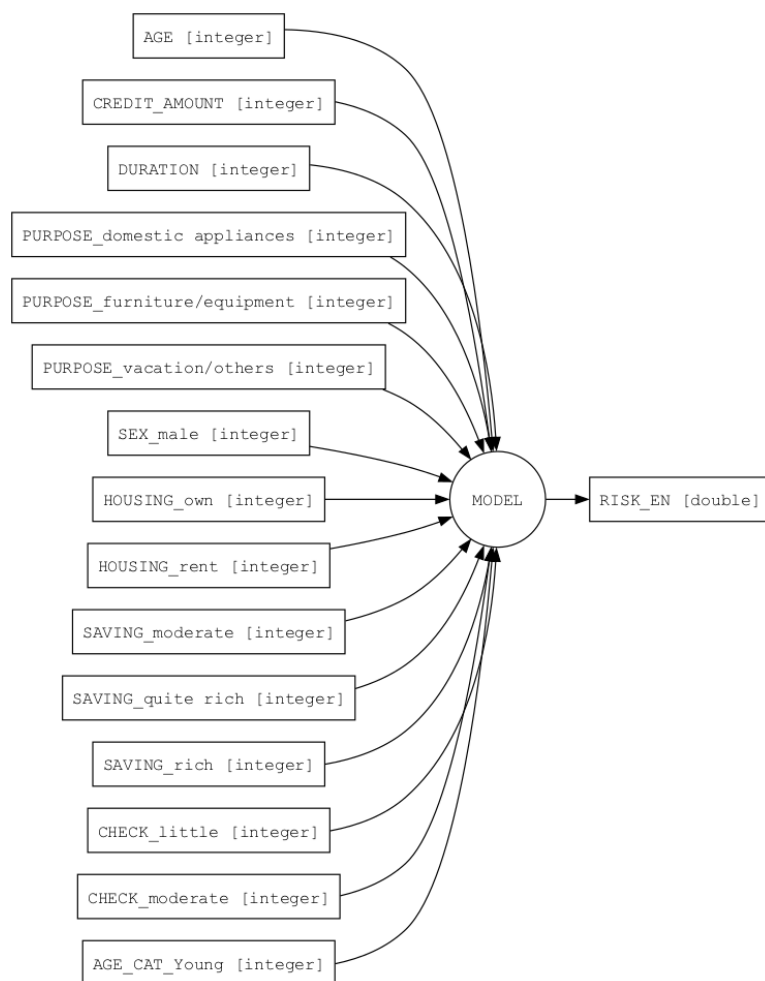 AGE [integer]
CREDIT_AMOUNT [integer]
DURATION [integer]
PURPOSE_domestic appliances [integer]
PURPOSE_furniture/equipment [integer]
PURPOSE_vacation/others [integer]
SEX_male [integer]
HOUSING_own [integer]
MODEL
RISK_EN [double]
HOUSING_rent [integer]
SAVING_moderate [integer]
SAVING_quite rich [integer]
SAVING_rich [integer]
CHECK_little [integer]
CHECK_moderate [integer]
AGE_CAT_Young [integer]